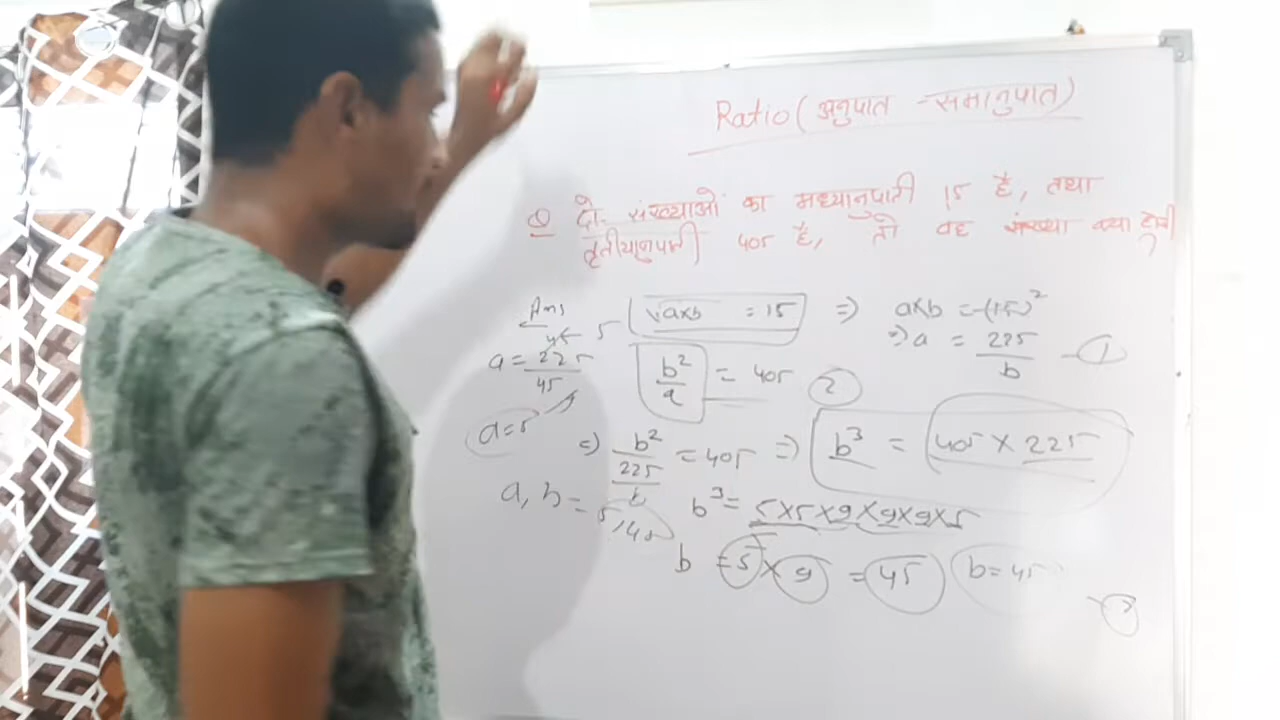 Ratio (अनुपात - समानुपात)
Q दो संख्याओं का मध्यानुपाती 15 है, तथा
तृतीयानुपाती 405 है, तो वह संख्या क्या होगी ?
Ans
√a×b = 15 ⇒ a×b = (15)²
⇒ a = 225/b - ①
a = 225/45 5
b²/a = 405 ②
a=5
⇒ b²/(225/b) = 405 ⇒ b³ = 405 × 225
a, b = 5, 45
b³ = 5×5×9×9×9×5
b = 5×9 = 45 b = 45